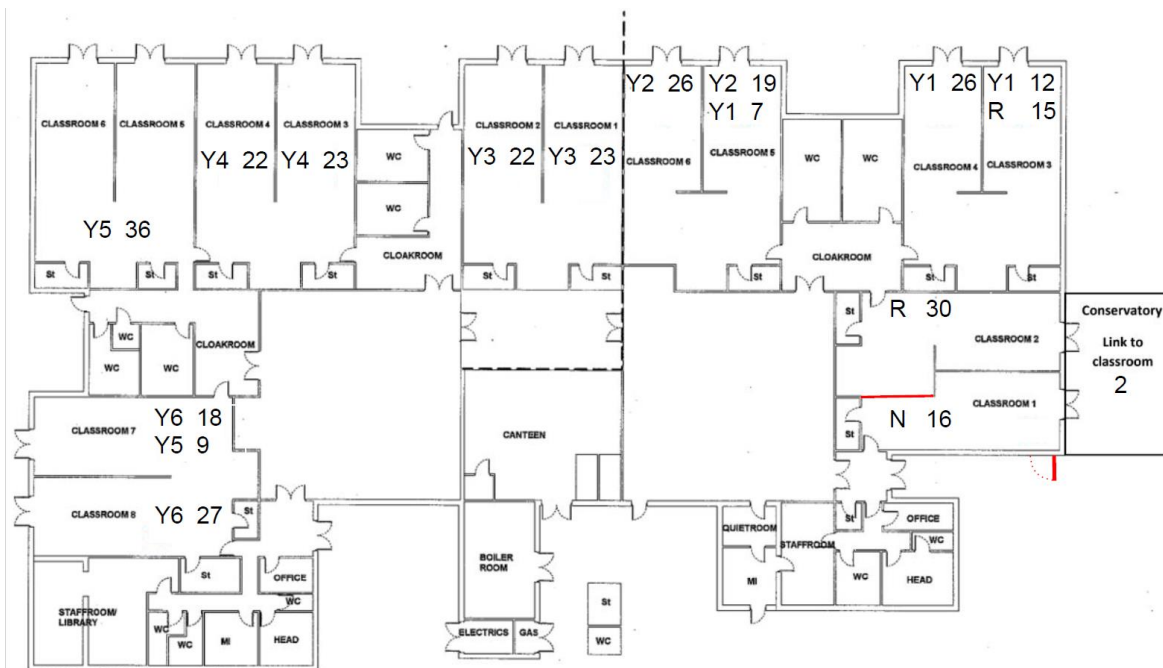 CLASSROOM 6
CLASSROOM 5
Y5 36
St
St
CLASSROOM 4
Y4 22
CLASSROOM 3
Y4 23
St
St
WC
WC
CLOAKROOM
CLASSROOM 2
Y3 22
CLASSROOM 1
Y3 23
St
St
Y2 26
CLASSROOM 6
Y2 19
Y1 7
CLASSROOM 5
St
WC
WC
CLOAKROOM
Y1 26
CLASSROOM 4
Y1 12
R 15
CLASSROOM 3
St
St
WC
WC
WC
CLOAKROOM
St
R 30
CLASSROOM 2
Conservatory
Link to
classroom
2
CLASSROOM 1
N 16
St
CLASSROOM 7
Y6 18
Y5 9
CLASSROOM 8
Y6 27
St
CANTEEN
BOILER
ROOM
ELECTRICS
GAS
St
WC
St
OFFICE
WC
STAFFROOM/
LIBRARY
WC
WC
MI
HEAD
QUIETROOM
MI
STAFFROOM
St
OFFICE
WC
WC
HEAD